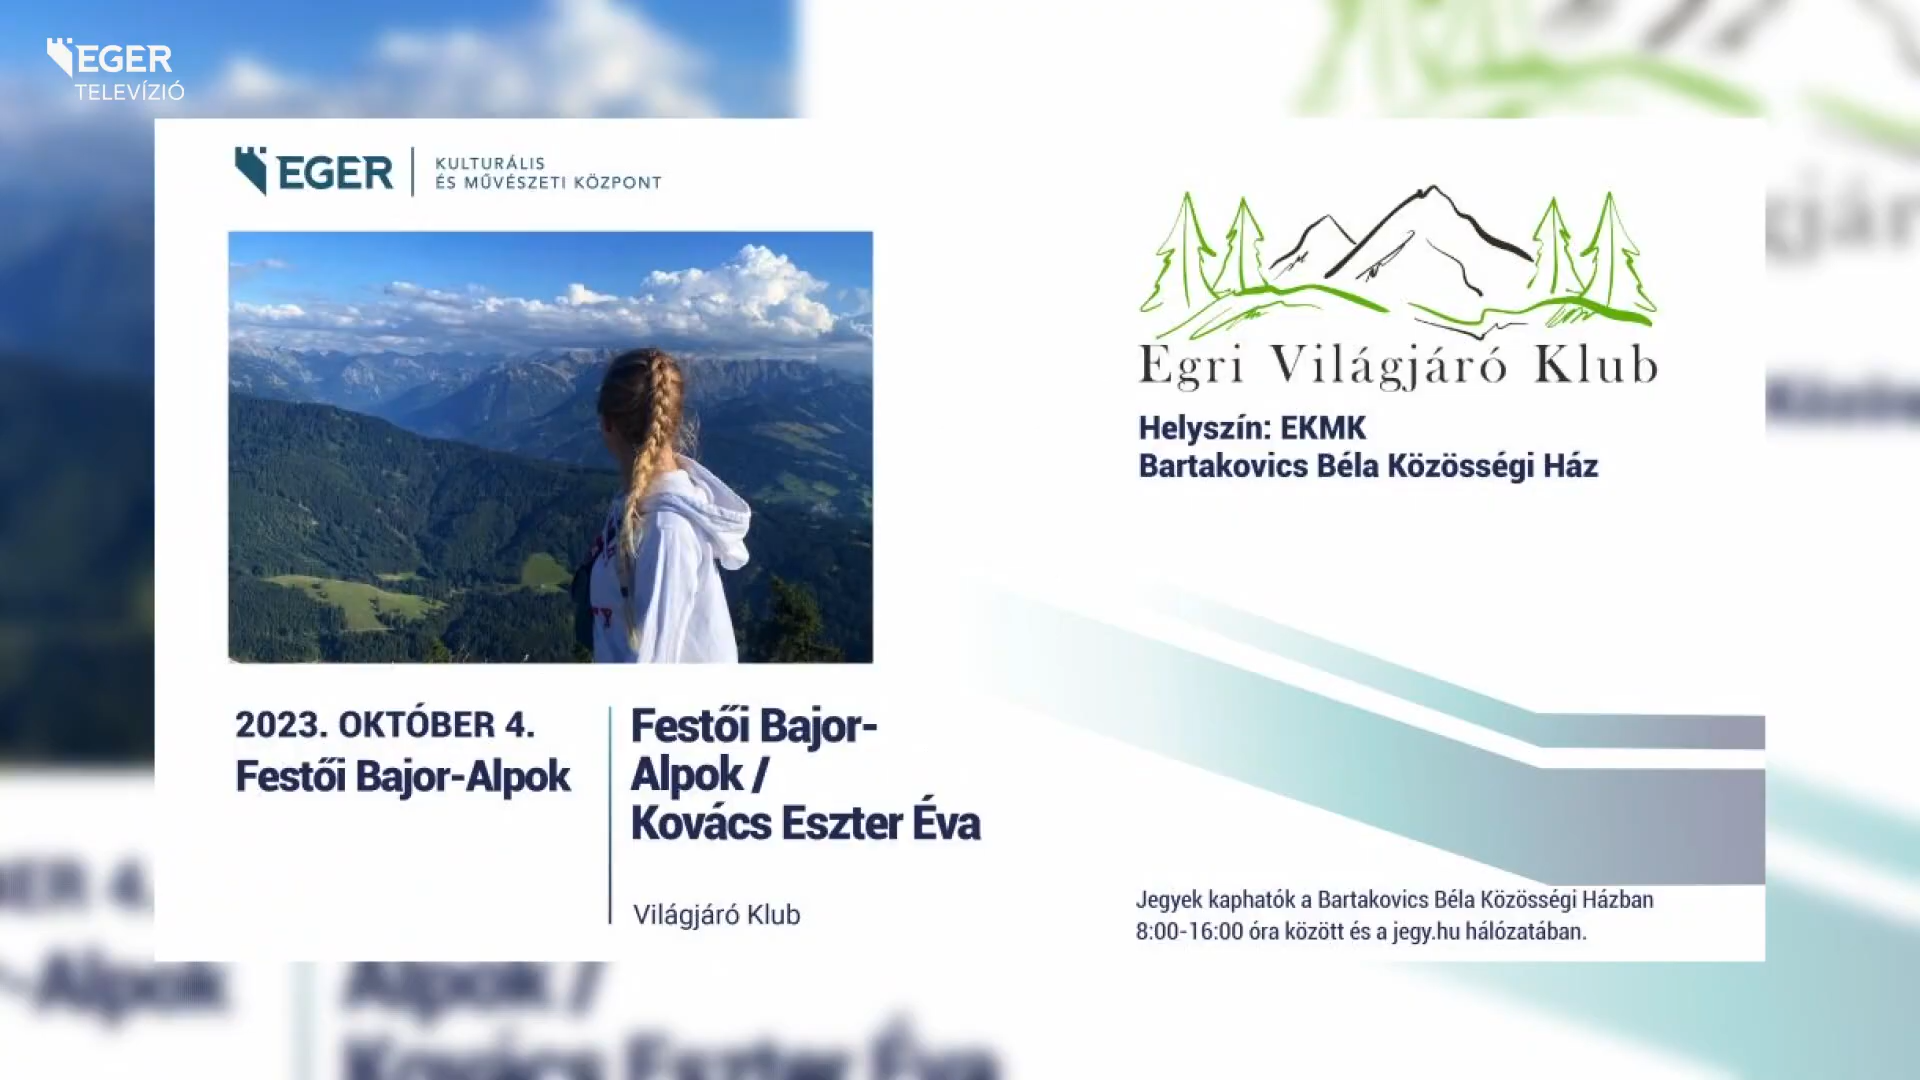 EGER
TELEVÍZIÓ
EGER
KULTURÁLIS
ÉS MŰVÉSZETI KÖZPONT
Egri Világjáró Klub
Helyszín: EKMK
Bartakovics Béla Közösségi Ház
2023. OKTÓBER 4.
Festői Bajor-Alpok
Festői Bajor-
Alpok /
Kovács Eszter Éva
Világjáró Klub
Jegyek kaphatók a Bartakovics Béla Közösségi Házban
8:00-16:00 óra között és a jegy.hu hálózatában.